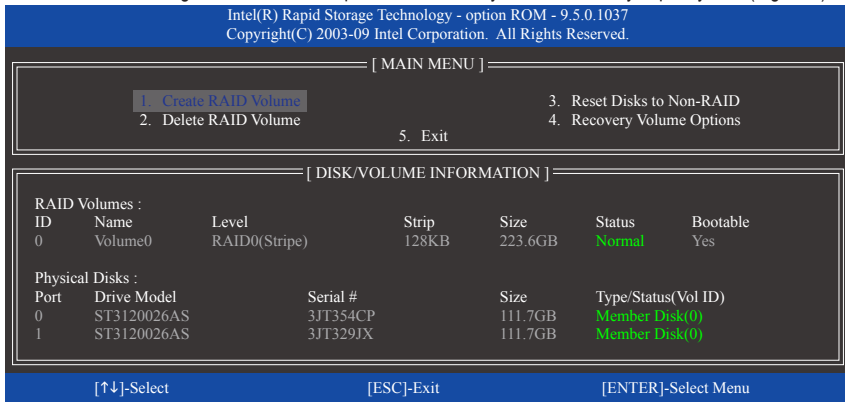 Intel(R) Rapid Storage Technology - option ROM - 9.5.0.1037
Copyright(C) 2003-09 Intel Corporation. All Rights Reserved.
[ MAIN MENU ]
1. Create RAID Volume 3. Reset Disks to Non-RAID
2. Delete RAID Volume 4. Recovery Volume Options
5. Exit
[ DISK/VOLUME INFORMATION ]
RAID Volumes :
ID Name Level Strip Size Status Bootable
0 Volume0 RAID0(Stripe) 128KB 223.6GB Normal Yes
Physical Disks :
Port Drive Model Serial # Size Type/Status(Vol ID)
0 ST3120026AS 3JT354CP 111.7GB Member Disk(0)
1 ST3120026AS 3JT329JX 111.7GB Member Disk(0)
[↑↓]-Select [ESC]-Exit [ENTER]-Select Menu